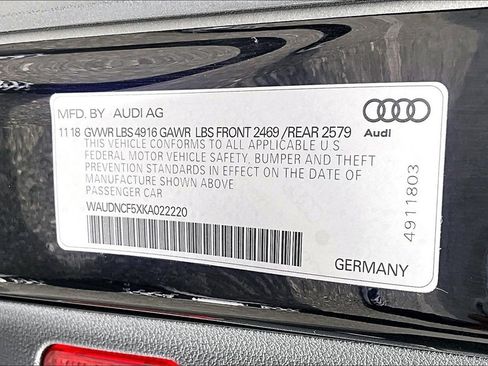 MFD. BY AUDI AG
Audi
11 18 GVWR LBS 4916 GAWR LBS FRONT 2469 /REAR 2579
THIS VEHICLE CONFORMS TO ALL APPLICABLE U.S
FEDERAL MOTOR VEHICLE SAFETY, BUMPER AND THEFT
PREVENTION STANDARDS IN EFFECT ON THE DATE OF
MANUFACTURE SHOWN ABOVE
PASSENGER CAR
WAUDNCF5XKA022220
4911803
GERMANY